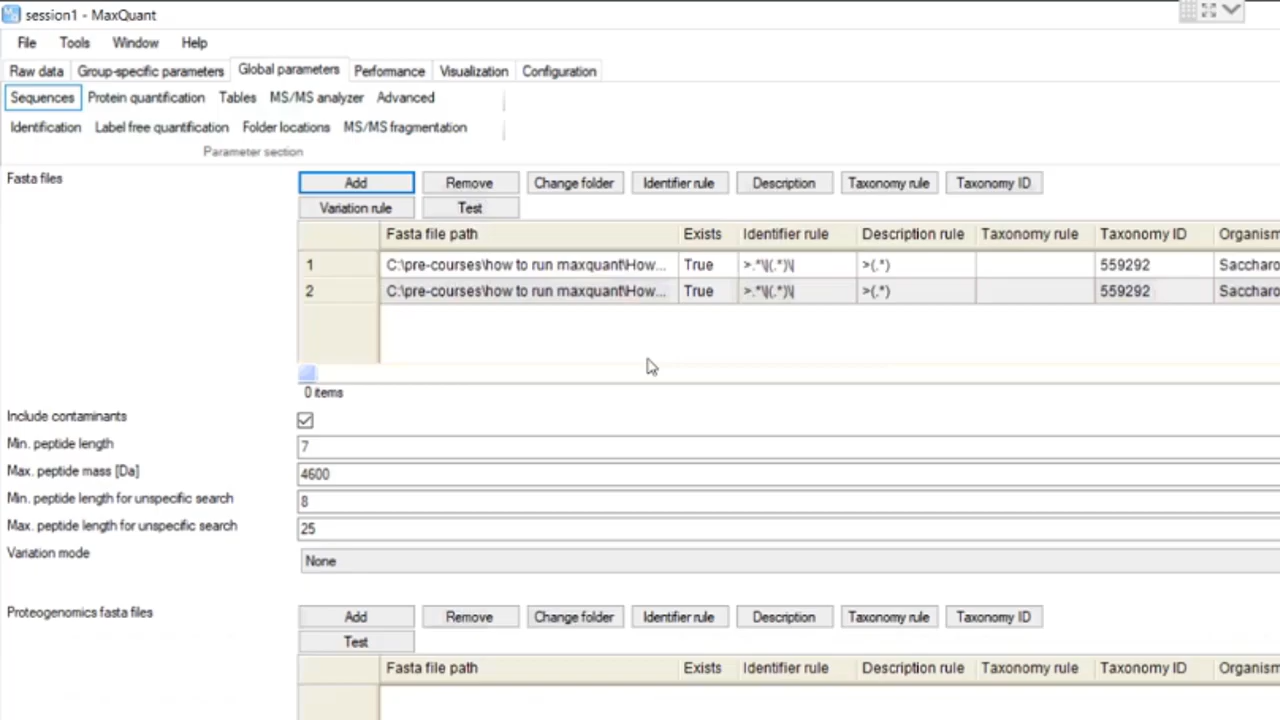 session1 - MaxQuant
File Tools Window Help
Raw data Group-specific parameters Global parameters Performance Visualization Configuration
Sequences Protein quantification Tables MS/MS analyzer Advanced
Identification Label free quantification Folder locations MS/MS fragmentation
Parameter section
Fasta files Add Remove Change folder Identifier rule Description Taxonomy rule Taxonomy ID
Variation rule Test
Fasta file path Exists Identifier rule Description rule Taxonomy rule Taxonomy ID Organism
1 C:\pre-courses\how to run maxquant\How... True >.*\|(.*)\| >(.*) 559292 Saccharo
2 C:\pre-courses\how to run maxquant\How... True >.*\|(.*)\| >(.*) 559292 Saccharo
0 items
Include contaminants
Min. peptide length 7
Max. peptide mass [Da] 4600
Min. peptide length for unspecific search 8
Max. peptide length for unspecific search 25
Variation mode None
Proteogenomics fasta files Add Remove Change folder Identifier rule Description Taxonomy rule Taxonomy ID
Test
Fasta file path Exists Identifier rule Description rule Taxonomy rule Taxonomy ID Organism